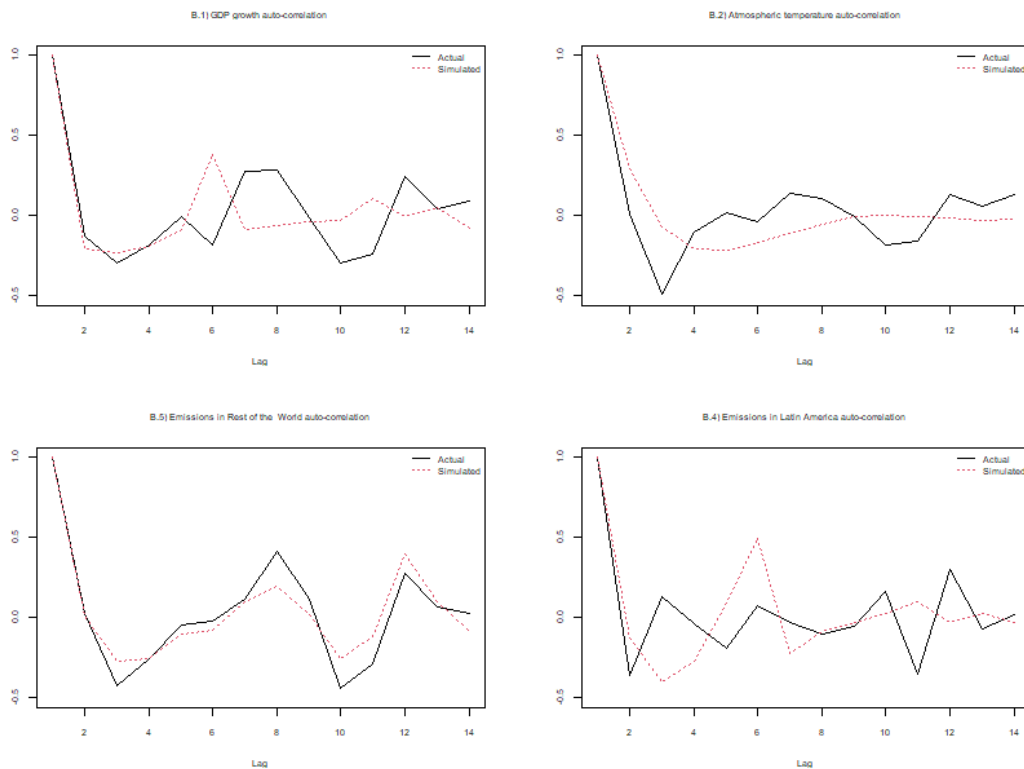 B.1) GDP growth auto-correlation
1.0
0.5
0.0
-0.5
Actual
Simulated
2 4 6 8 10 12 14
Lag
B.2) Atmospheric temperature auto-correlation
1.0
0.5
0.0
-0.5
Actual
Simulated
2 4 6 8 10 12 14
Lag
B.5) Emissions in Rest of the World auto-correlation
1.0
0.5
0.0
-0.5
Actual
Simulated
2 4 6 8 10 12 14
Lag
B.4) Emissions in Latin America auto-correlation
1.0
0.5
0.0
-0.5
Actual
Simulated
2 4 6 8 10 12 14
Lag